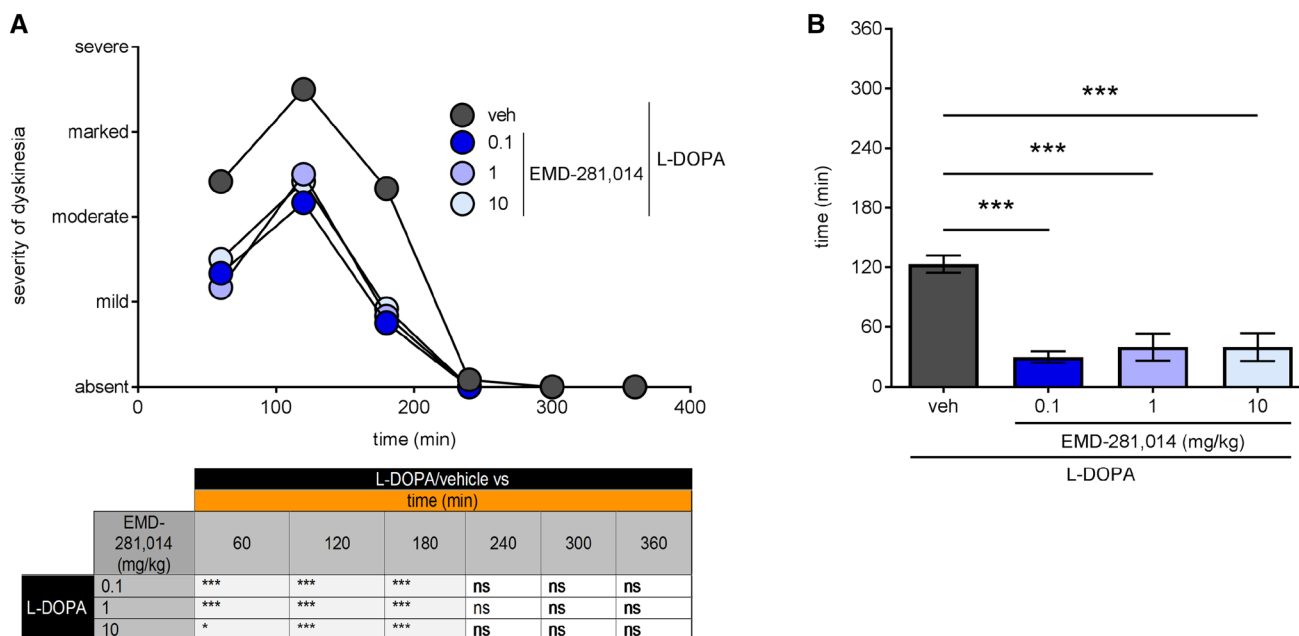 A
severe
marked
moderate
mild
absent
severity of dyskinesia
0 100 200 300 400
time (min)
veh
0.1
1
10
EMD-281,014
L-DOPA
L-DOPA/vehicle vs
time (min)
EMD-281,014 (mg/kg) 60 120 180 240 300 360
L-DOPA
0.1 *** *** *** ns ns ns
1 *** *** *** ns ns ns
10 * *** *** ns ns ns
B
360
300
240
180
120
60
0
time (min)
***
***
***
veh 0.1 1 10
EMD-281,014 (mg/kg)
L-DOPA